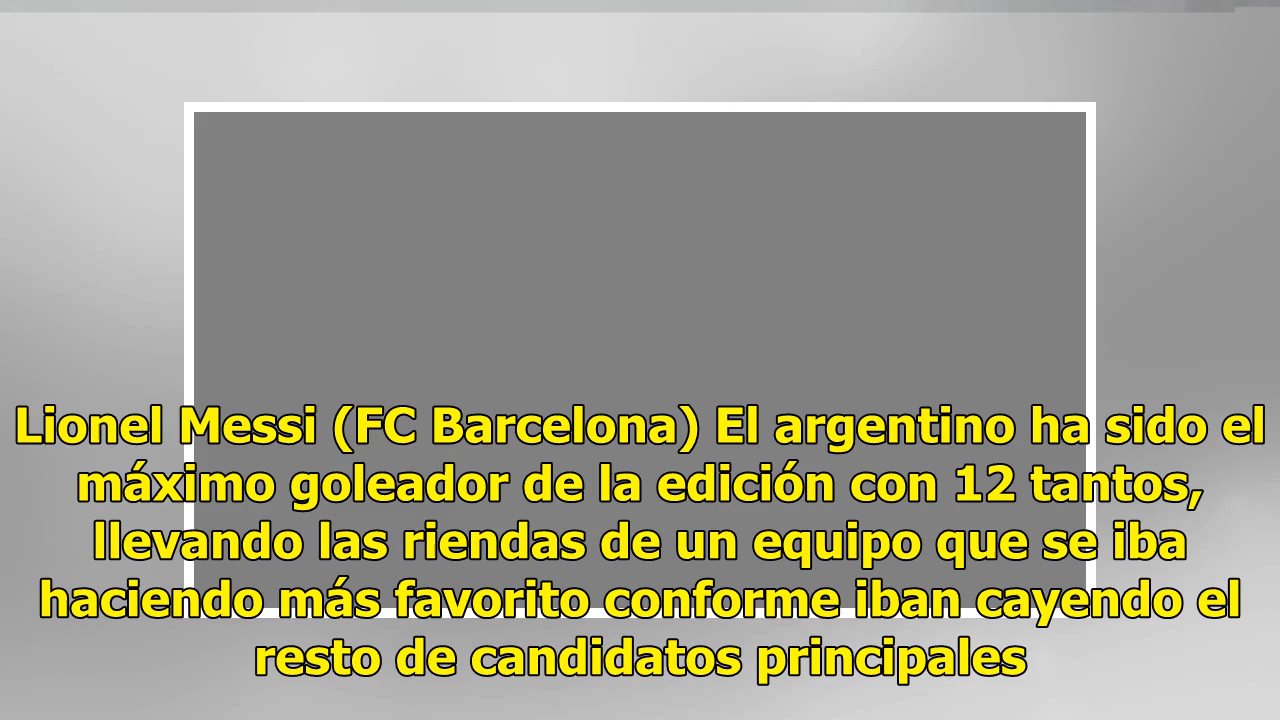 Lionel Messi (FC Barcelona) El argentino ha sido el
máximo goleador de la edición con 12 tantos,
llevando las riendas de un equipo que se iba
haciendo más favorito conforme iban cayendo el
resto de candidatos principales